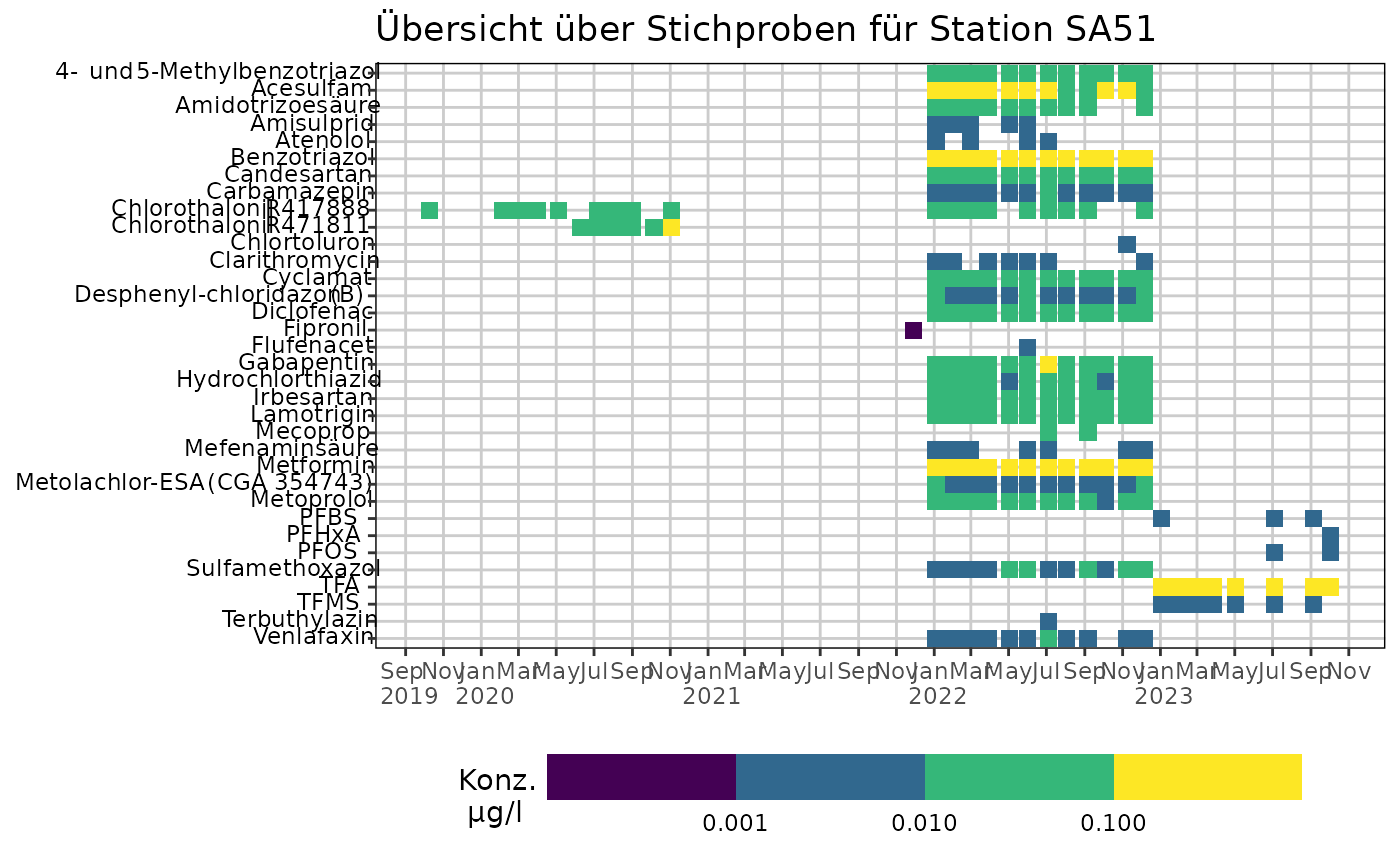 Übersicht über Stichproben für Station SA51
4- und 5-Methylbenzotriazol
Acesulfam
Amidotrizoesäure
Amisulprid
Atenolol
Benzotriazol
Candesartan
Carbamazepin
Chlorothalonil R417888
Chlorothalonil R471811
Chlortoluron
Clarithromycin
Cyclamat
Desphenyl-chloridazon (B)
Diclofenac
Fipronil
Flufenacet
Gabapentin
Hydrochlorthiazid
Irbesartan
Lamotrigin
Mecoprop
Mefenaminsäure
Metformin
Metolachlor-ESA (CGA 354743)
Metoprolol
PFBS
PFHxA
PFOS
Sulfamethoxazol
TFA
TFMS
Terbuthylazin
Venlafaxin
Sep Nov Jan Mar May Jul Sep Nov Jan Mar May Jul Sep Nov Jan Mar May Jul Sep Nov Jan Mar May Jul Sep Nov
2019 2020 2021 2022 2023
Konz.
µg/l
0.001 0.010 0.100